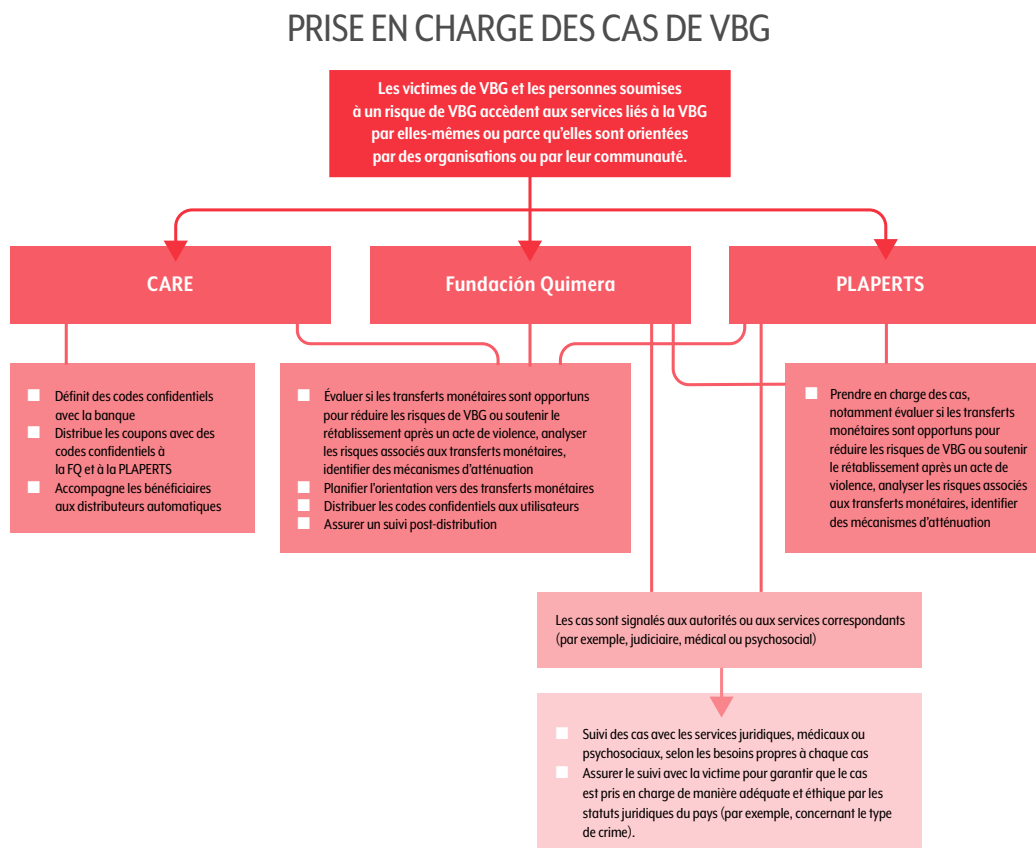 PRISE EN CHARGE DES CAS DE VBG
Les victimes de VBG et les personnes soumises
à un risque de VBG accèdent aux services liés à la VBG
par elles-mêmes ou parce qu'elles sont orientées
par des organisations ou par leur communauté.
CARE
Fundación Quimera
PLAPERTS
Définit des codes confidentiels
avec la banque
Distribue les coupons avec des
codes confidentiels à
la FQ et à la PLAPERTS
Accompagne les bénéficiaires
aux distributeurs automatiques
Évaluer si les transferts monétaires sont opportuns
pour réduire les risques de VBG ou soutenir le
rétablissement après un acte de violence, analyser
les risques associés aux transferts monétaires,
identifier des mécanismes d'atténuation
Planifier l'orientation vers des transferts monétaires
Distribuer les codes confidentiels aux utilisateurs
Assurer un suivi post-distribution
Prendre en charge des cas,
notamment évaluer si les transferts
monétaires sont opportuns pour
réduire les risques de VBG ou soutenir
le rétablissement après un acte de
violence, analyser les risques associés
aux transferts monétaires, identifier
des mécanismes d'atténuation
Les cas sont signalés aux autorités ou aux services correspondants
(par exemple, judiciaire, médical ou psychosocial)
Suivi des cas avec les services juridiques, médicaux ou
psychosociaux, selon les besoins propres à chaque cas
Assurer le suivi avec la victime pour garantir que le cas
est pris en charge de manière adéquate et éthique par les
statuts juridiques du pays (par exemple, concernant le type
de crime).